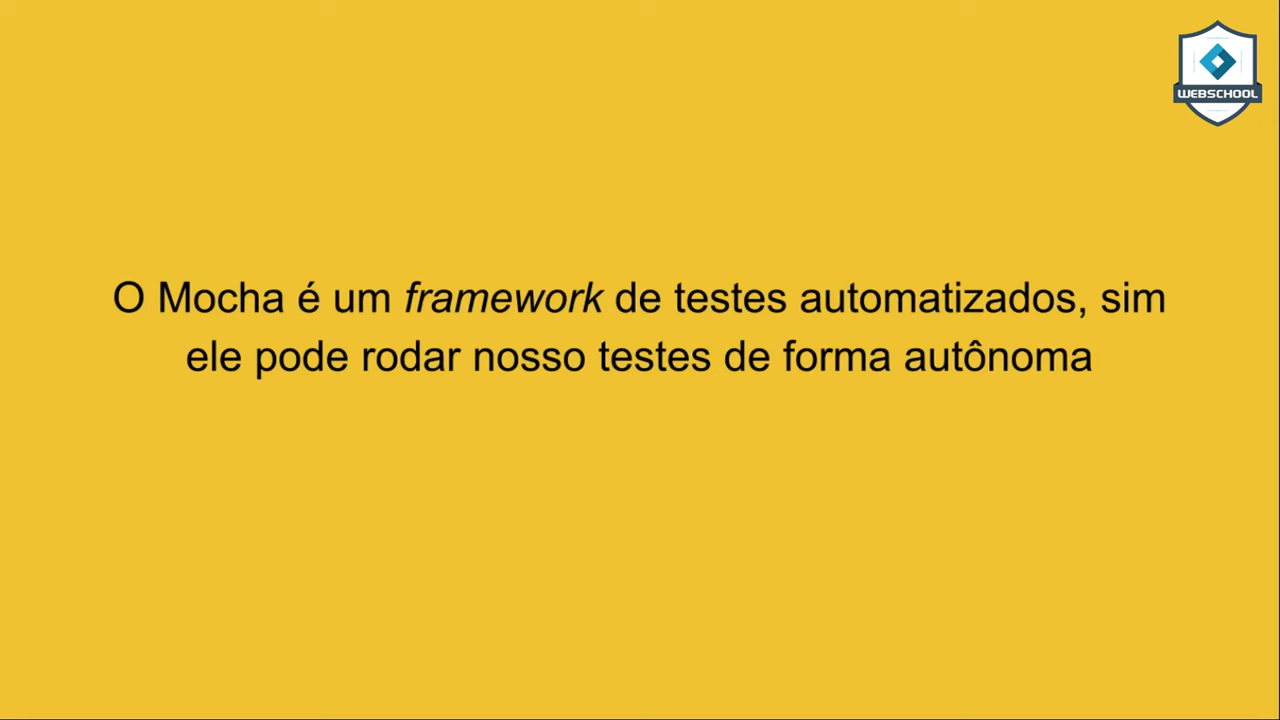 WEBSCHOOL
O Mocha é um framework de testes automatizados, sim
ele pode rodar nosso testes de forma autônoma